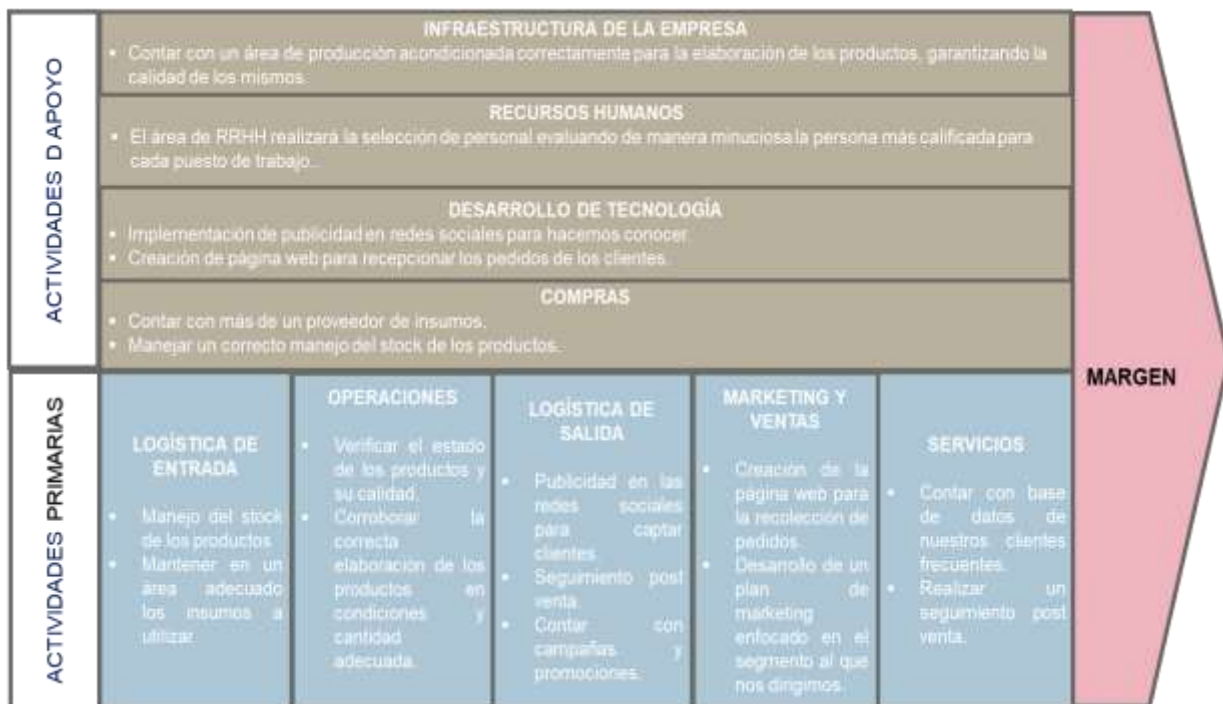 ACTIVIDADES D APOYO
INFRAESTRUCTURA DE LA EMPRESA
• Contar con un área de producción acondicionada correctamente para la elaboración de los productos, garantizando la
calidad de los mismos.
RECURSOS HUMANOS
• El área de RRHH realizará la selección de personal evaluando de manera minuciosa la persona más calificada para
cada puesto de trabajo..
DESARROLLO DE TECNOLOGÍA
• Implementación de publicidad en redes sociales para hacernos conocer.
• Creación de página web para recepcionar los pedidos de los clientes.
COMPRAS
• Contar con más de un proveedor de insumos.
• Manejar un correcto manejo del stock de los productos.
ACTIVIDADES PRIMARIAS
LOGÍSTICA DE
ENTRADA
• Manejo del stock
de los productos
• Mantener en un
área adecuado
los insumos a
utilizar
OPERACIONES
• Verificar el estado
de los productos y
su calidad.
• Corroborar la
correcta
elaboración de los
productos en
condiciones y
cantidad
adecuada.
LOGÍSTICA DE
SALIDA
• Publicidad en las
redes sociales
para captar
clientes
• Seguimiento post
venta.
• Contar con
campañas y
promociones.
MARKETING Y
VENTAS
• Creación de la
página web para
la recolección de
pedidos.
• Desarrollo de un
plan de
marketing
enfocado en el
segmento al que
nos dirigimos.
SERVICIOS
• Contar con base
de datos de
nuestros clientes
frecuentes.
• Realizar un
seguimiento post
venta.
MARGEN